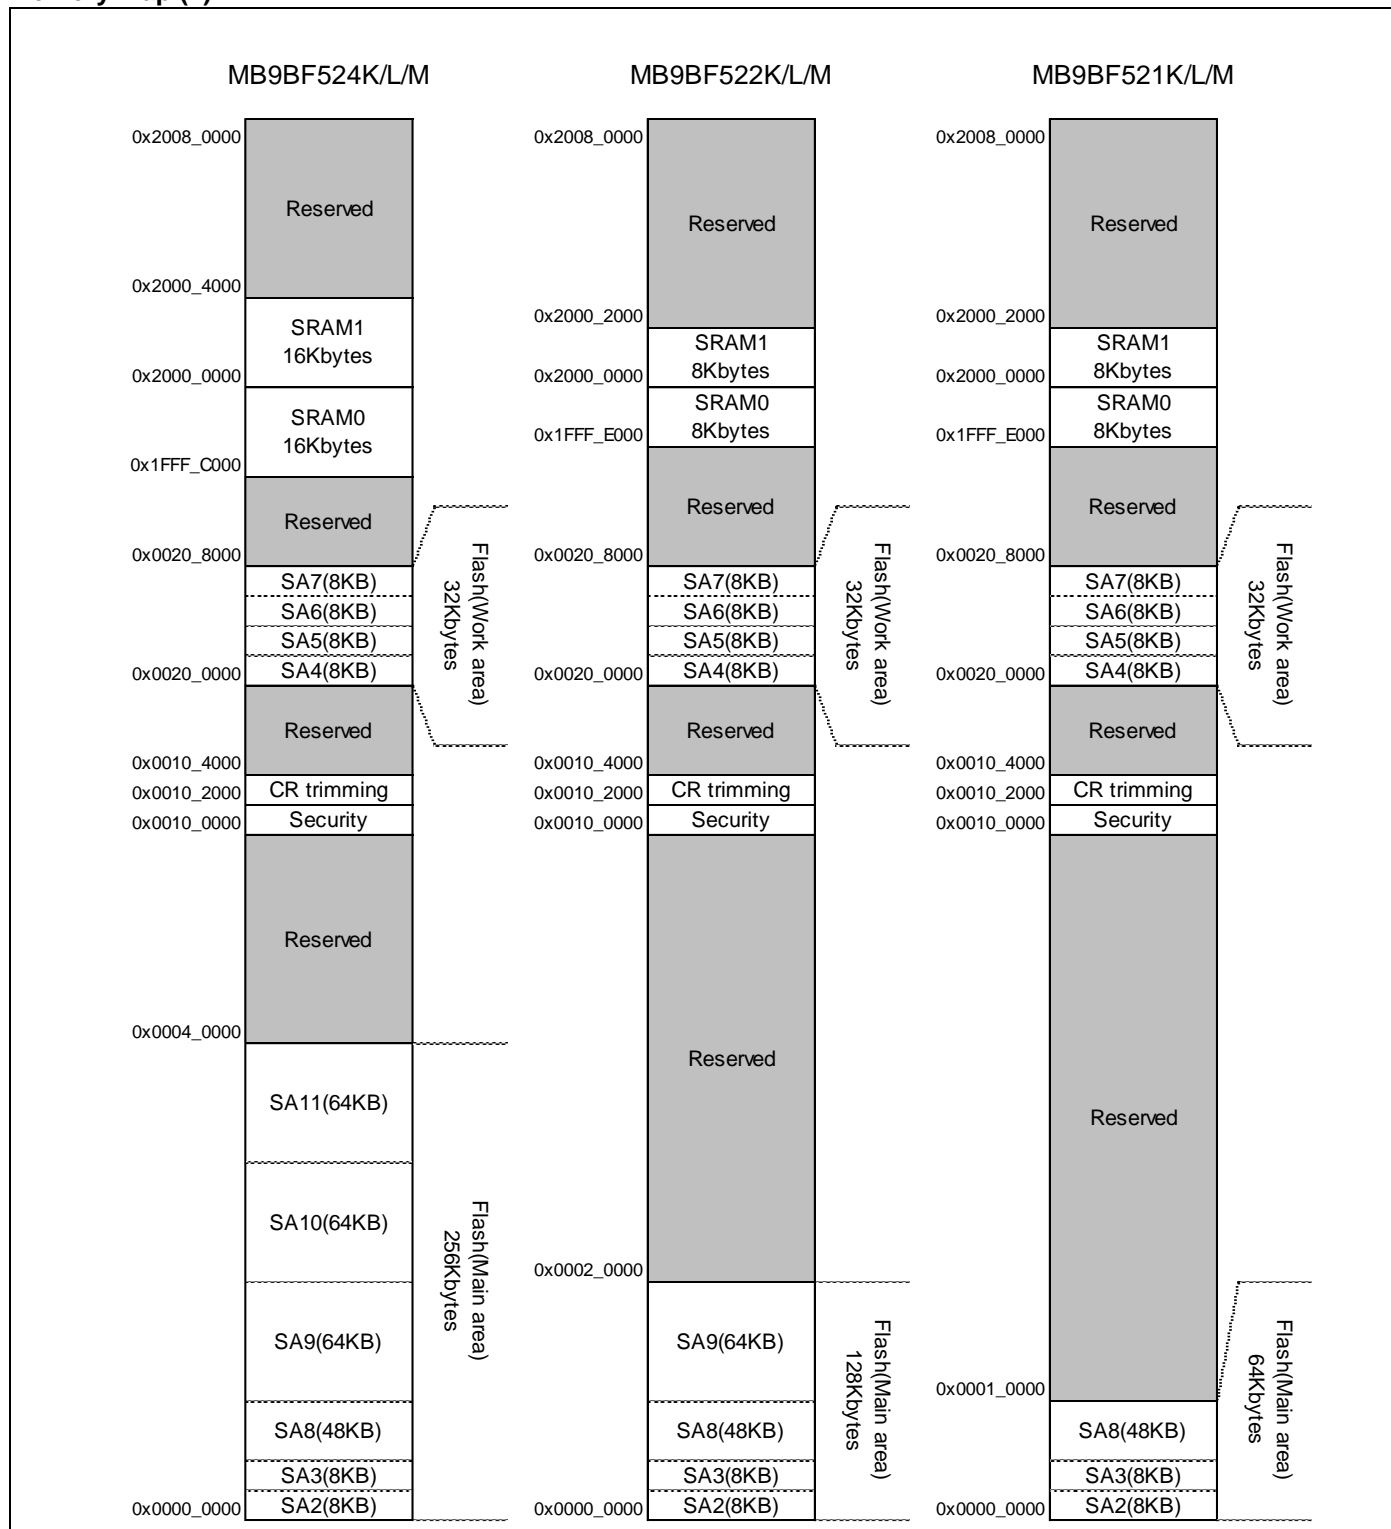 MB9BF524K/L/M
0x2008_0000
Reserved
0x2000_4000
SRAM1
16Kbytes
0x2000_0000
SRAM0
16Kbytes
0x1FFF_C000
Reserved
0x0020_8000
SA7(8KB)
SA6(8KB)
SA5(8KB)
SA4(8KB)
0x0020_0000
Flash(Work area)
32Kbytes
Reserved
0x0010_4000
CR trimming
0x0010_2000
Security
0x0010_0000
Reserved
0x0004_0000
SA11(64KB)
SA10(64KB)
SA9(64KB)
SA8(48KB)
SA3(8KB)
SA2(8KB)
0x0000_0000
Flash(Main area)
256Kbytes
MB9BF522K/L/M
0x2008_0000
Reserved
0x2000_2000
SRAM1
8Kbytes
0x2000_0000
SRAM0
8Kbytes
0x1FFF_E000
Reserved
0x0020_8000
SA7(8KB)
SA6(8KB)
SA5(8KB)
SA4(8KB)
0x0020_0000
Flash(Work area)
32Kbytes
Reserved
0x0010_4000
CR trimming
0x0010_2000
Security
0x0010_0000
Reserved
0x0002_0000
SA9(64KB)
SA8(48KB)
SA3(8KB)
SA2(8KB)
0x0000_0000
Flash(Main area)
128Kbytes
MB9BF521K/L/M
0x2008_0000
Reserved
0x2000_2000
SRAM1
8Kbytes
0x2000_0000
SRAM0
8Kbytes
0x1FFF_E000
Reserved
0x0020_8000
SA7(8KB)
SA6(8KB)
SA5(8KB)
SA4(8KB)
0x0020_0000
Flash(Work area)
32Kbytes
Reserved
0x0010_4000
CR trimming
0x0010_2000
Security
0x0010_0000
Reserved
0x0001_0000
SA8(48KB)
SA3(8KB)
SA2(8KB)
0x0000_0000
Flash(Main area)
64Kbytes